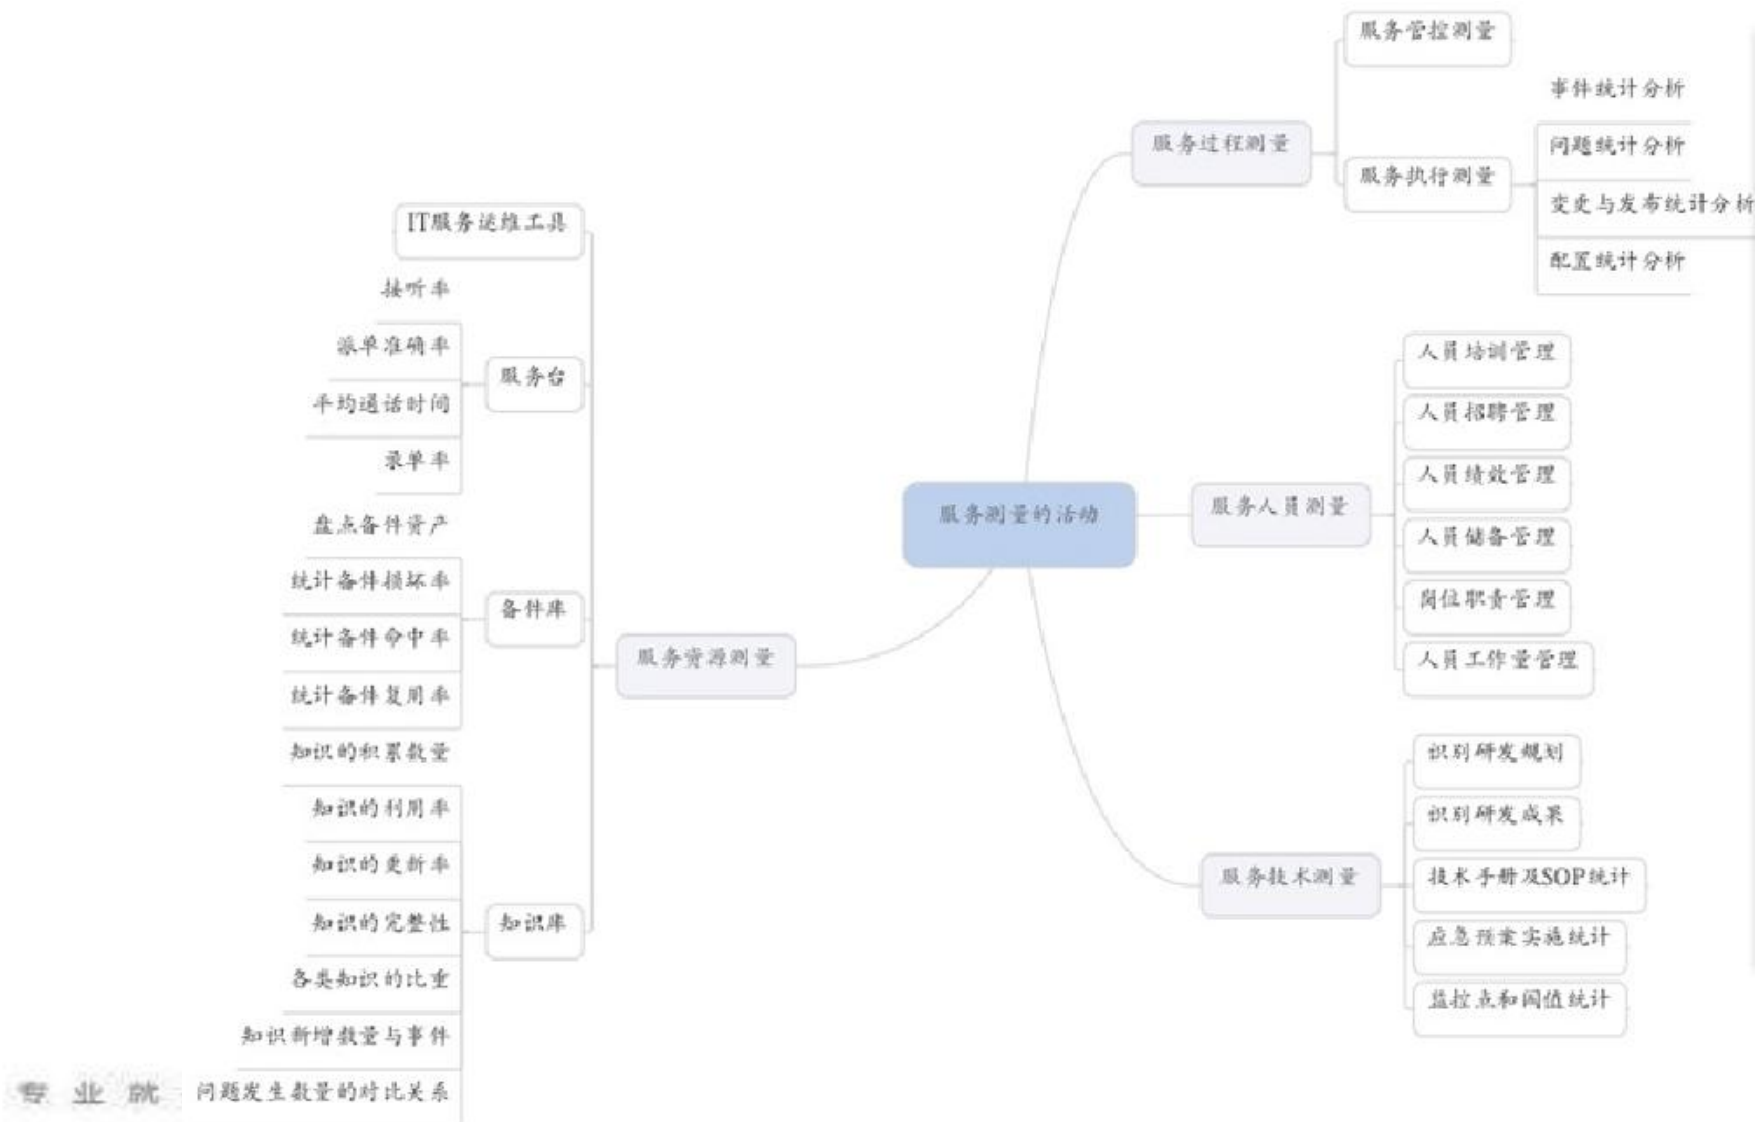 服务测量的活动
服务过程测量
服务管控测量
服务执行测量
事件统计分析
问题统计分析
变更与发布统计分析
配置统计分析
服务人员测量
人员培训管理
人员招聘管理
人员绩效管理
人员储备管理
岗位职责管理
人员工作量管理
服务技术测量
识别研发规划
识别研发成果
技术手册及SOP统计
应急预案实施统计
监控点和阈值统计
服务资源测量
IT服务运维工具
服务台
接听率
派单准确率
平均通话时间
录单率
备件库
盘点备件资产
统计备件损坏率
统计备件命中率
统计备件复用率
知识库
知识的积累数量
知识的利用率
知识的更新率
知识的完整性
各类知识的比重
知识新增数量与事件
问题发生数量的对比关系
专业就